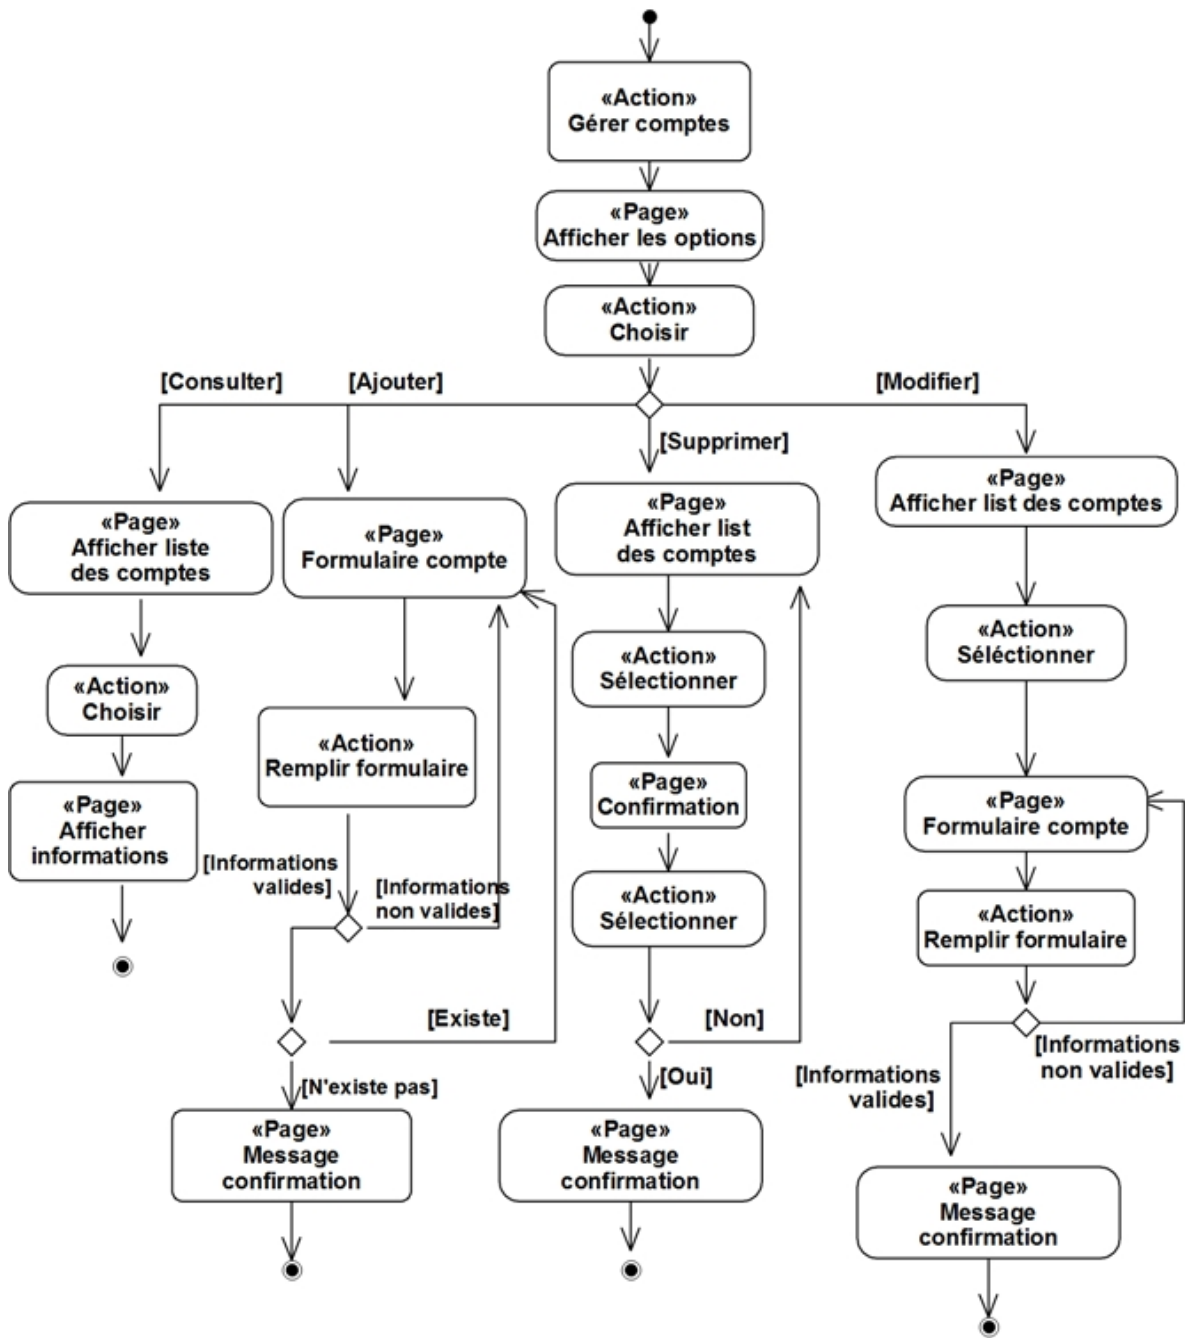 «Action»
Gérer comptes
«Page»
Afficher les options
«Action»
Choisir
[Consulter]
[Ajouter]
[Modifier]
[Supprimer]
«Page»
Afficher liste
des comptes
«Action»
Choisir
«Page»
Afficher
informations
«Page»
Formulaire compte
«Action»
Remplir formulaire
[Informations
valides]
[Informations
non valides]
[Existe]
[N'existe pas]
«Page»
Message
confirmation
«Page»
Afficher list
des comptes
«Action»
Sélectionner
«Page»
Confirmation
«Action»
Sélectionner
[Non]
[Oui]
«Page»
Message
confirmation
«Page»
Afficher list des comptes
«Action»
Séléctionner
«Page»
Formulaire compte
«Action»
Remplir formulaire
[Informations
non valides]
[Informations
valides]
«Page»
Message
confirmation